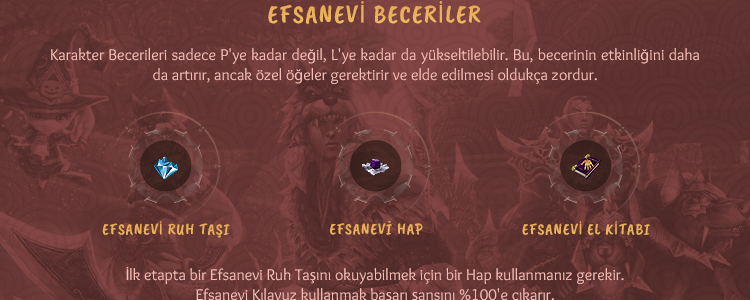 EFSANEVİ BECERİLER
Karakter Becerileri sadece P'ye kadar değil, L'ye kadar da yükseltilebilir. Bu, becerinin etkinliğini daha
da artırır, ancak özel öğeler gerektirir ve elde edilmesi oldukça zordur.
EFSANEVİ RUH TAŞI
EFSANEVİ HAP
EFSANEVİ EL KİTABI
İlk etapta bir Efsanevi Ruh Taşını okuyabilmek için bir Hap kullanmanız gerekir.
Efsanevi Kılavuz kullanmak başarı şansını %100'e çıkarır.